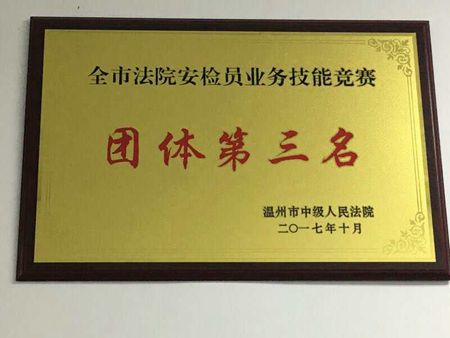 全市法院安检员业务技能竞赛
团体第三名
温州市中级人民法院
二〇一七年十月